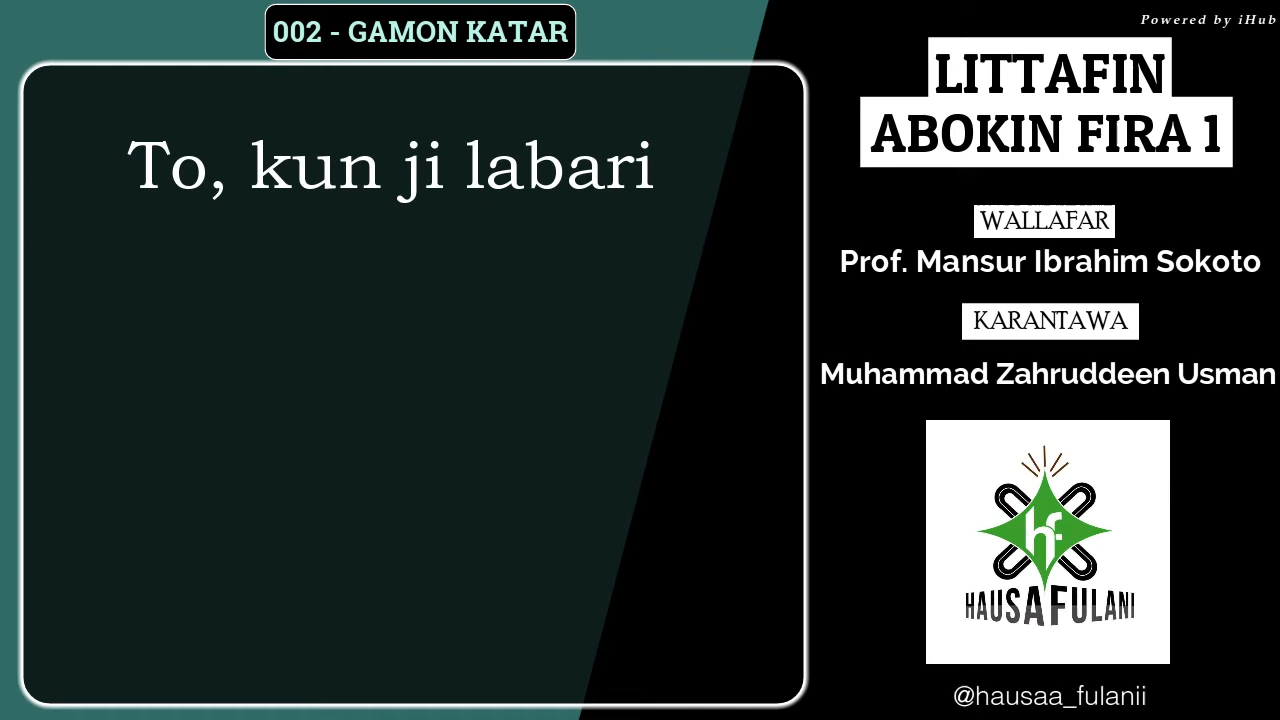 002 - GAMON KATAR
To, kun ji labari
Powered by iHub
LITTAFIN
ABOKIN FIRA 1
WALLAFAR
Prof. Mansur Ibrahim Sokoto
KARANTAWA
Muhammad Zahruddeen Usman
hf
HAUSAFULANI
@hausaa_fulanii